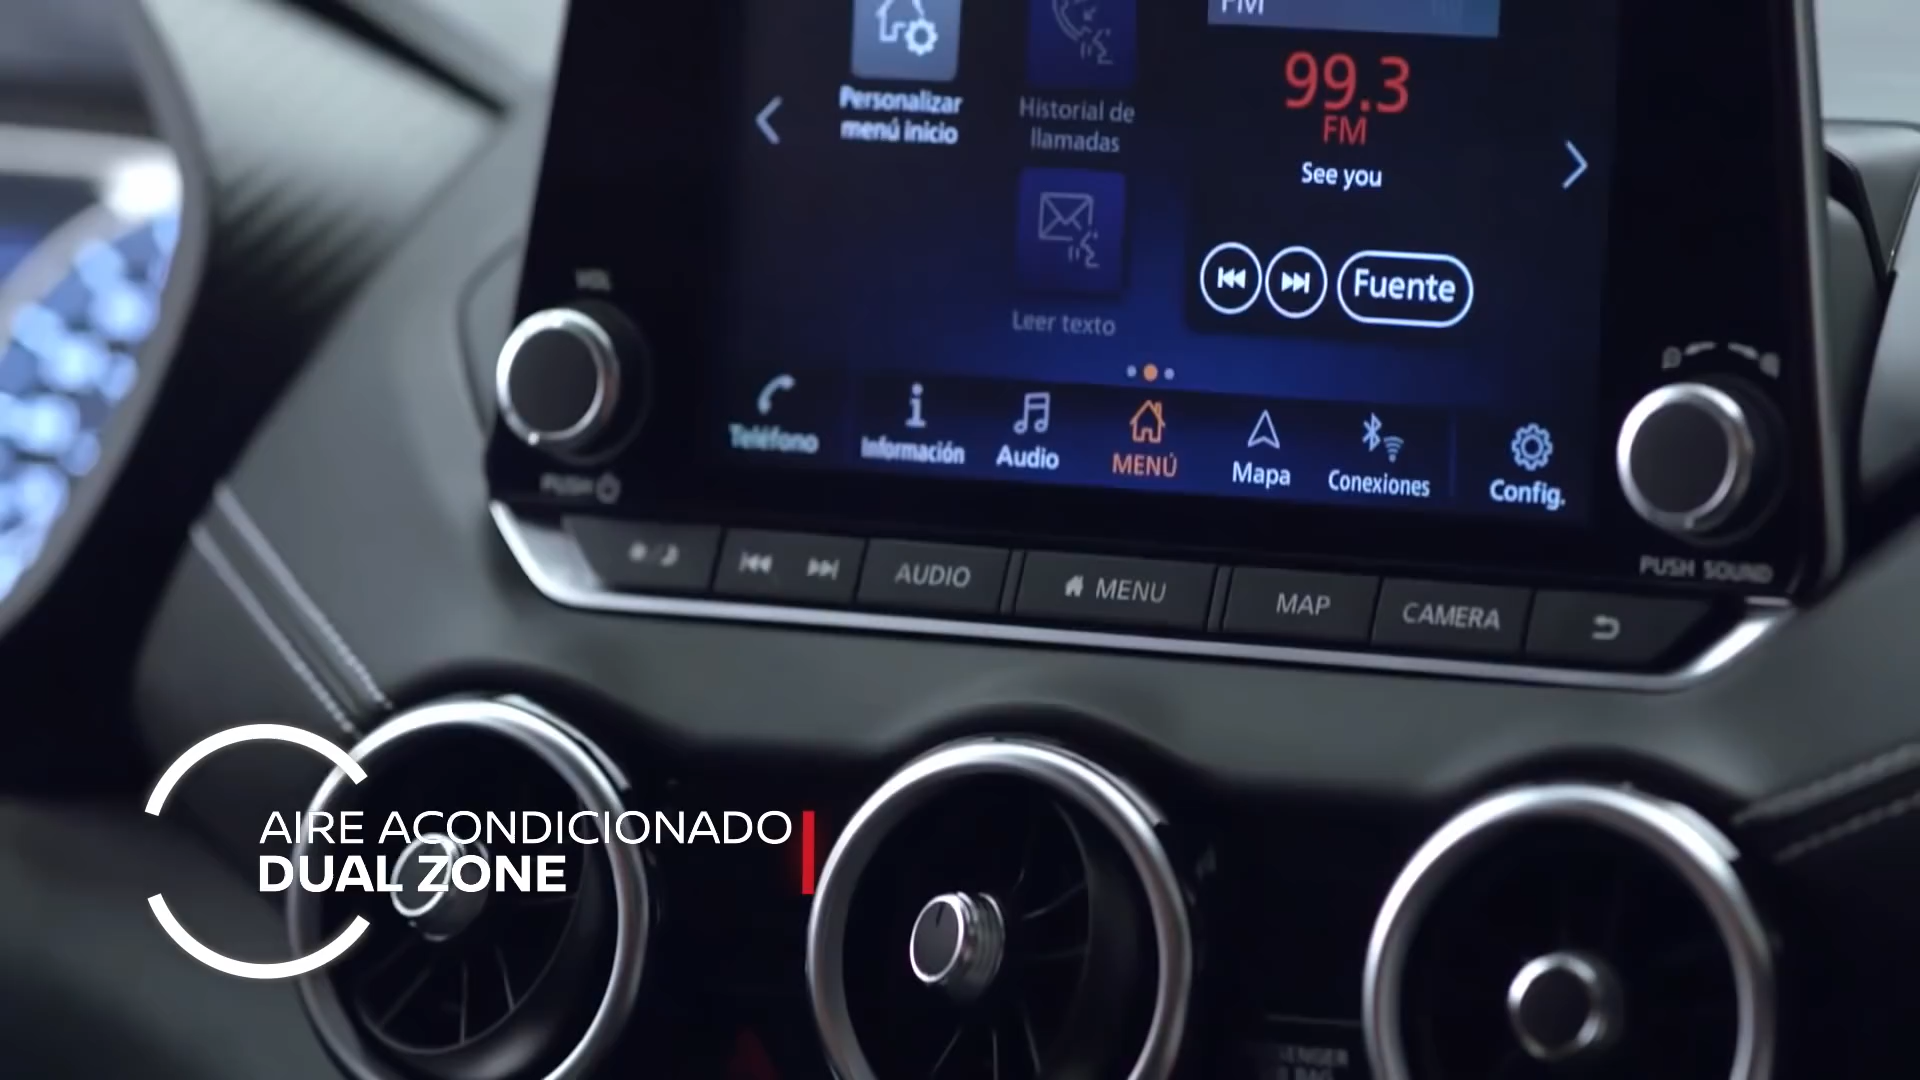 FM
99.3
FM
See you
Personalizar
menú inicio
Historial de
llamadas
Leer texto
Fuente
VOL
Teléfono
Información
Audio
MENÚ
Mapa
Conexiones
Config.
PUSH
PUSH SOUND
AUDIO
MENU
MAP
CAMERA
AIRE ACONDICIONADO
DUAL ZONE